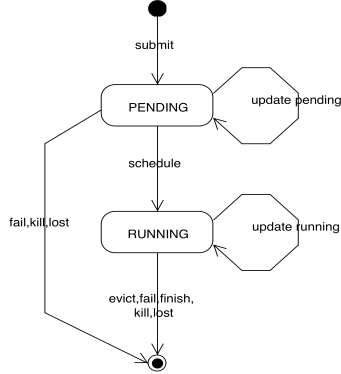 submit
PENDING
update pending
schedule
fail,kill,lost
RUNNING
update running
evict,fail,finish,
kill,lost